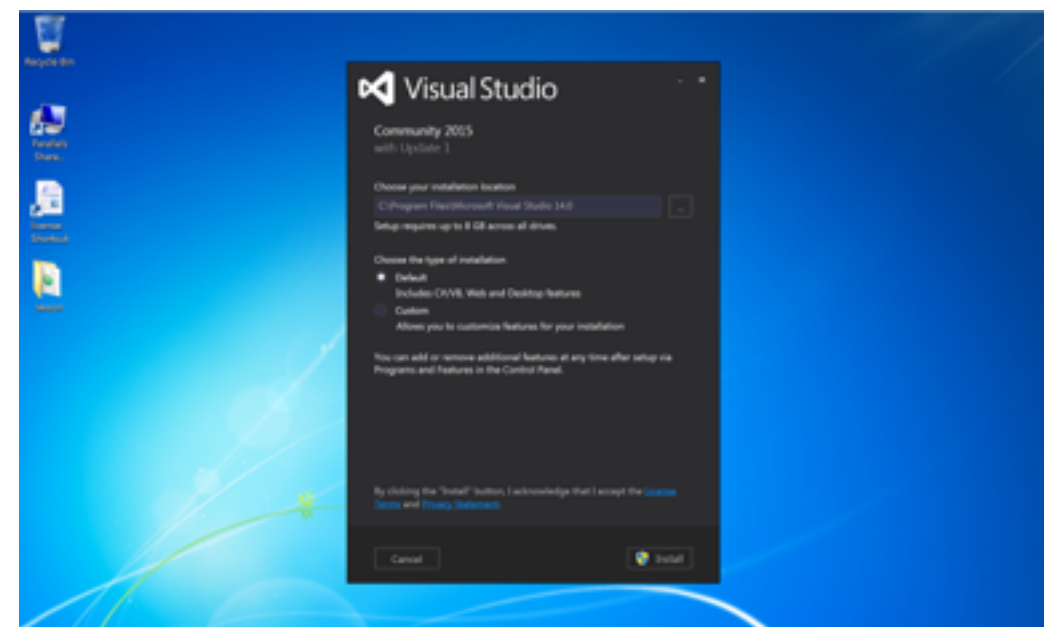 Recycle Bin
Parallels
Share...
Shortcut
Visual Studio
Community 2015
with Update 1
Choose your installation location
C:\Program Files\Microsoft Visual Studio 14.0
...
Setup requires up to 8 GB across all drives.
Choose the type of installation
Default
Includes C#/VB, Web and Desktop features
Custom
Allows you to customize features for your installation
You can add or remove additional features at any time after setup via
Programs and Features in the Control Panel.
By clicking the "Install" button, I acknowledge that I accept the License
Terms and Privacy Statement.
Cancel
Install